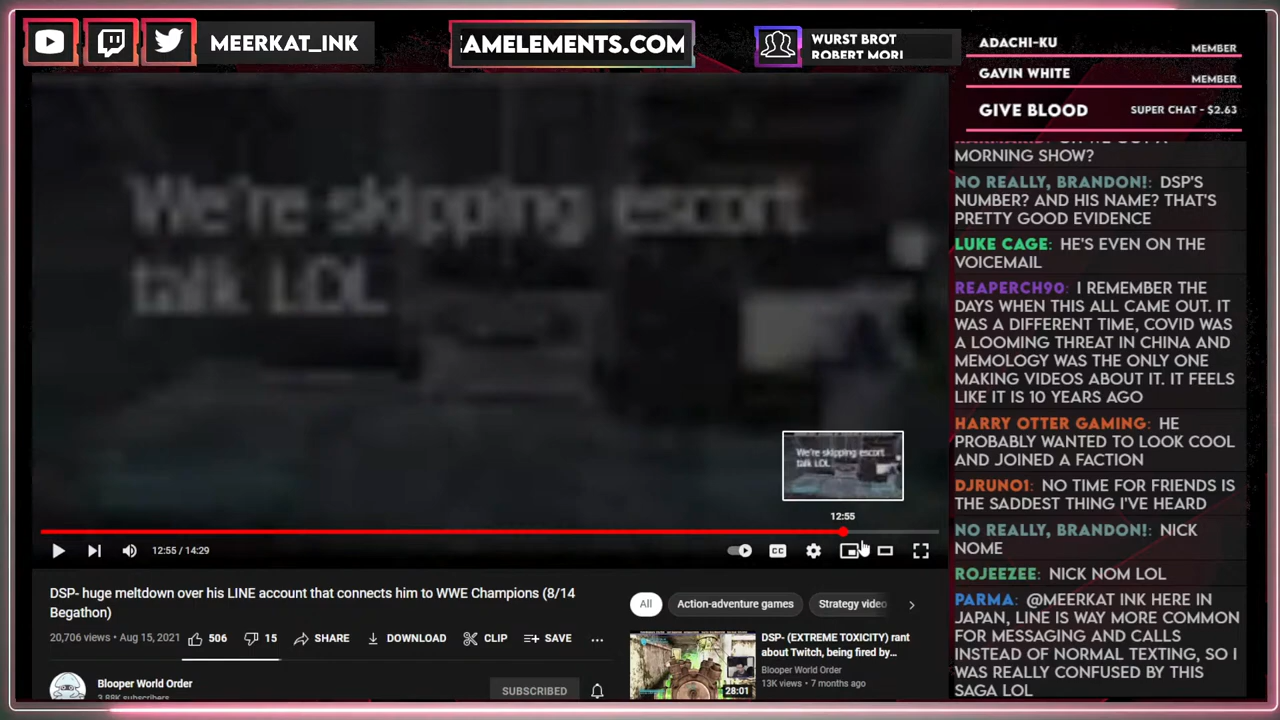 MEERKAT_INK
AMELEMENTS.COM
WURST BROT
ROBERT MORI
ADACHI-KU
MEMBER
GAVIN WHITE
MEMBER
GIVE BLOOD
SUPER CHAT - $2.63
MORNING SHOW?
NO REALLY, BRANDON!: DSP'S
NUMBER? AND HIS NAME? THAT'S
PRETTY GOOD EVIDENCE
LUKE CAGE: HE'S EVEN ON THE
VOICEMAIL
REAPERCH90: I REMEMBER THE
DAYS WHEN THIS ALL CAME OUT. IT
WAS A DIFFERENT TIME, COVID WAS
A LOOMING THREAT IN CHINA AND
MEMOLOGY WAS THE ONLY ONE
MAKING VIDEOS ABOUT IT. IT FEELS
LIKE IT IS 10 YEARS AGO
HARRY OTTER GAMING: HE
PROBABLY WANTED TO LOOK COOL
AND JOINED A FACTION
DJRUNO1: NO TIME FOR FRIENDS IS
THE SADDEST THING I'VE HEARD
NO REALLY, BRANDON!: NICK
NOME
ROJEEZEE: NICK NOM LOL
PARMA: @MEERKAT INK HERE IN
JAPAN, LINE IS WAY MORE COMMON
FOR MESSAGING AND CALLS
INSTEAD OF NORMAL TEXTING, SO I
WAS REALLY CONFUSED BY THIS
SAGA LOL
We're skipping escort
talk LOL
We're skipping escort
talk LOL
12:55
12:55 / 14:29
CC
DSP- huge meltdown over his LINE account that connects him to WWE Champions (8/14
Begathon)
20,706 views • Aug 15, 2021
506
15
SHARE
DOWNLOAD
CLIP
SAVE
Blooper World Order
3.88K subscribers
SUBSCRIBED
All
Action-adventure games
Strategy video
DSP- (EXTREME TOXICITY) rant
about Twitch, being fired by...
Blooper World Order
13K views • 7 months ago
28:01